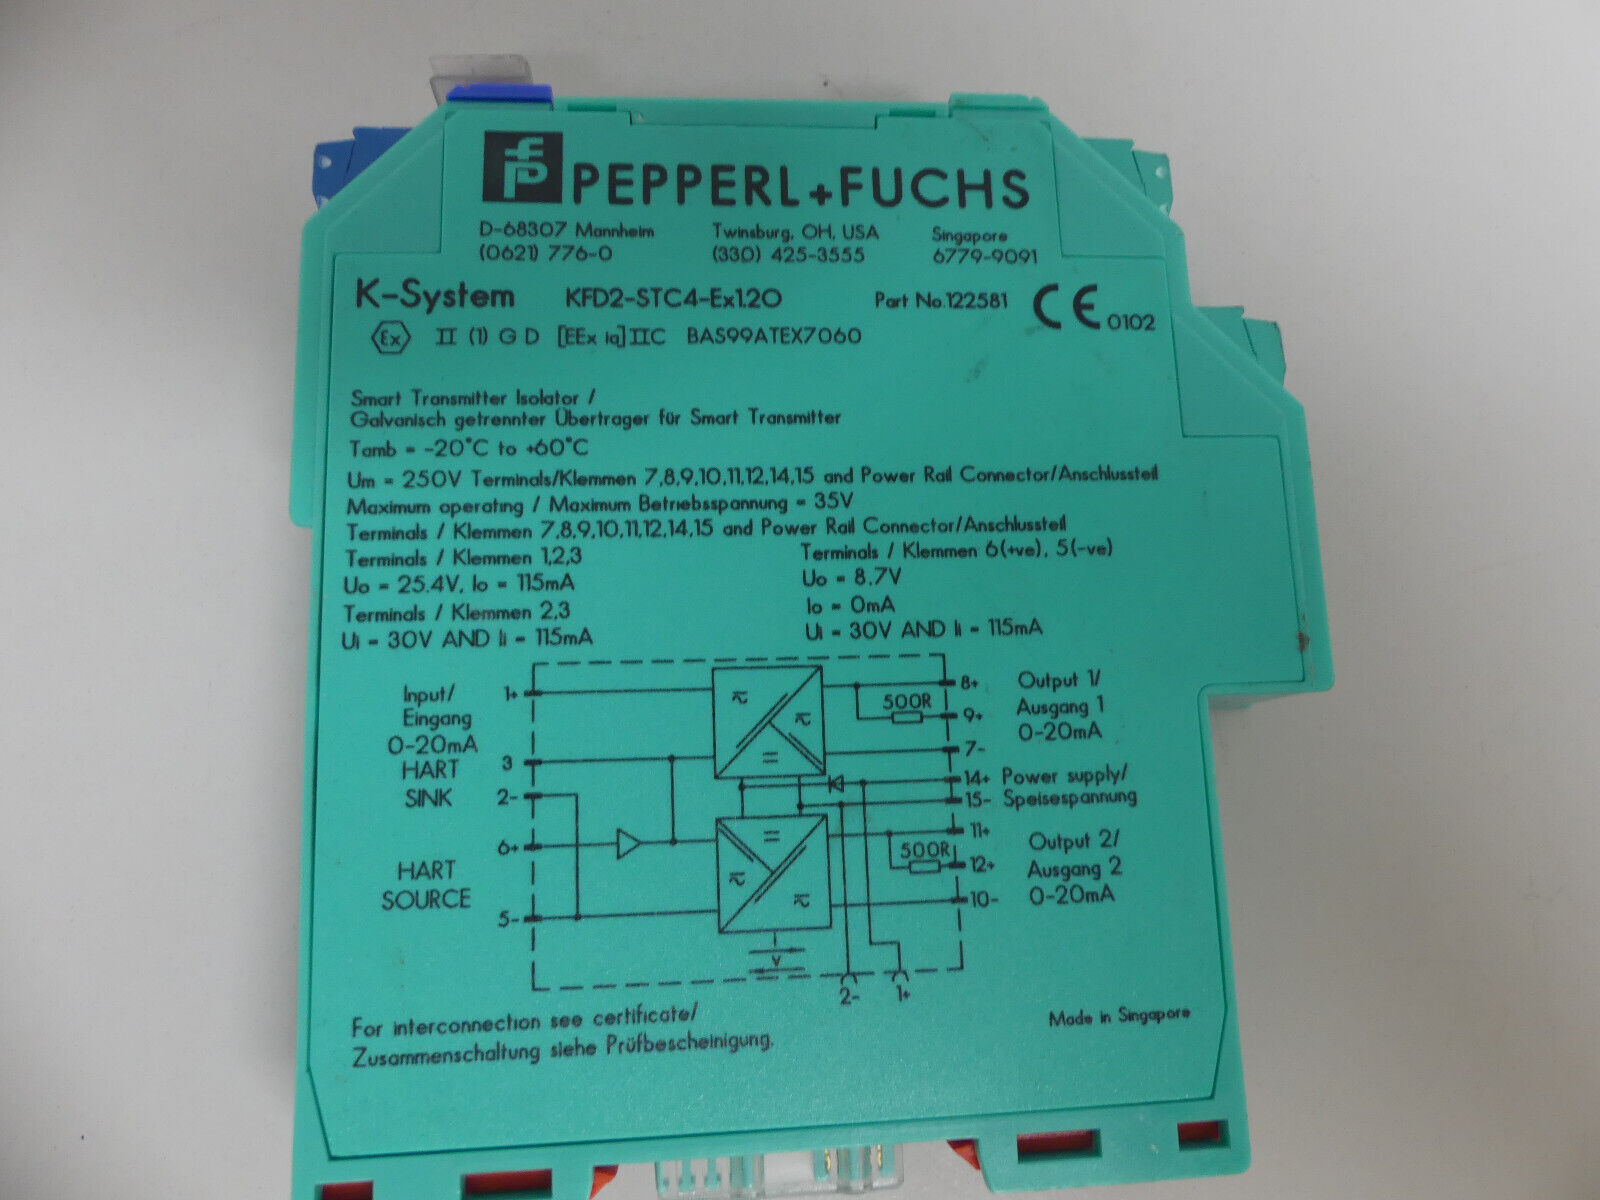 PEPPERL+FUCHS
D-68307 Mannheim Twinsburg, OH, USA Singapore
(0621) 776-0 (330) 425-3555 6779-9091
K-System KFD2-STC4-Ex1.2O Part No.122581 CE 0102
Ex II (1) G D [EEx ia] IIC BAS99ATEX7060
Smart Transmitter Isolator /
Galvanisch getrennter Übertrager für Smart Transmitter
Tamb = -20°C to +60°C
Um = 250V Terminals/Klemmen 7,8,9,10,11,12,14,15 and Power Rail Connector/Anschlussteil
Maximum operating / Maximum Betriebsspannung = 35V
Terminals / Klemmen 7,8,9,10,11,12,14,15 and Power Rail Connector/Anschlussteil
Terminals / Klemmen 1,2,3 Terminals / Klemmen 6(+ve), 5(-ve)
Uo = 25.4V, Io = 115mA Uo = 8.7V
Terminals / Klemmen 2,3 Io = 0mA
Ui = 30V AND Ii = 115mA Ui = 30V AND Ii = 115mA
Input/ 1+ 8+ Output 1/
Eingang 500R 9+ Ausgang 1
0-20mA 7- 0-20mA
HART 3 14+ Power supply/
SINK 2- 15- Speisespannung
6+ 11+ Output 2/
HART 500R 12+ Ausgang 2
SOURCE 10- 0-20mA
5-
2- 1+
For interconnection see certificate/ Made in Singapore
Zusammenschaltung siehe Prüfbescheinigung.